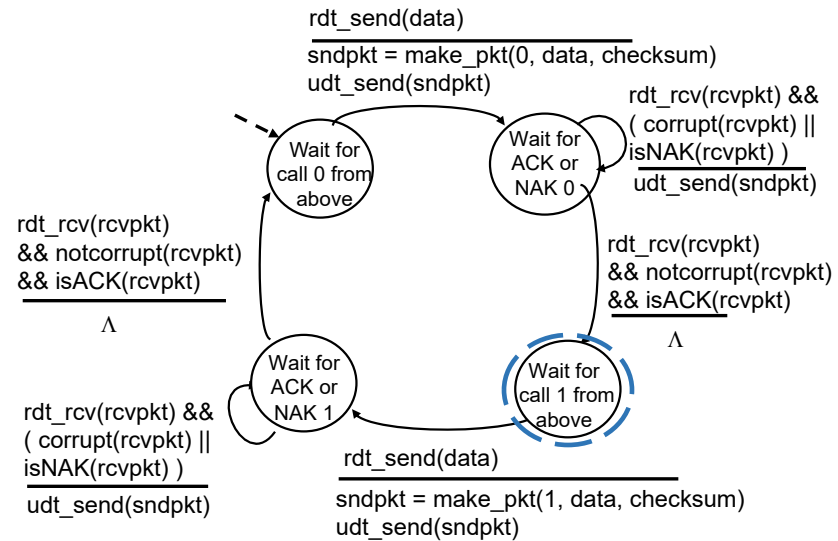 rdt_send(data)
sndpkt = make_pkt(0, data, checksum)
udt_send(sndpkt)
Wait for
call 0 from
above
Wait for
ACK or
NAK 0
rdt_rcv(rcvpkt) &&
( corrupt(rcvpkt) ||
isNAK(rcvpkt) )
udt_send(sndpkt)
rdt_rcv(rcvpkt)
&& notcorrupt(rcvpkt)
&& isACK(rcvpkt)
Λ
rdt_rcv(rcvpkt)
&& notcorrupt(rcvpkt)
&& isACK(rcvpkt)
Λ
Wait for
ACK or
NAK 1
Wait for
call 1 from
above
rdt_rcv(rcvpkt) &&
( corrupt(rcvpkt) ||
isNAK(rcvpkt) )
udt_send(sndpkt)
rdt_send(data)
sndpkt = make_pkt(1, data, checksum)
udt_send(sndpkt)